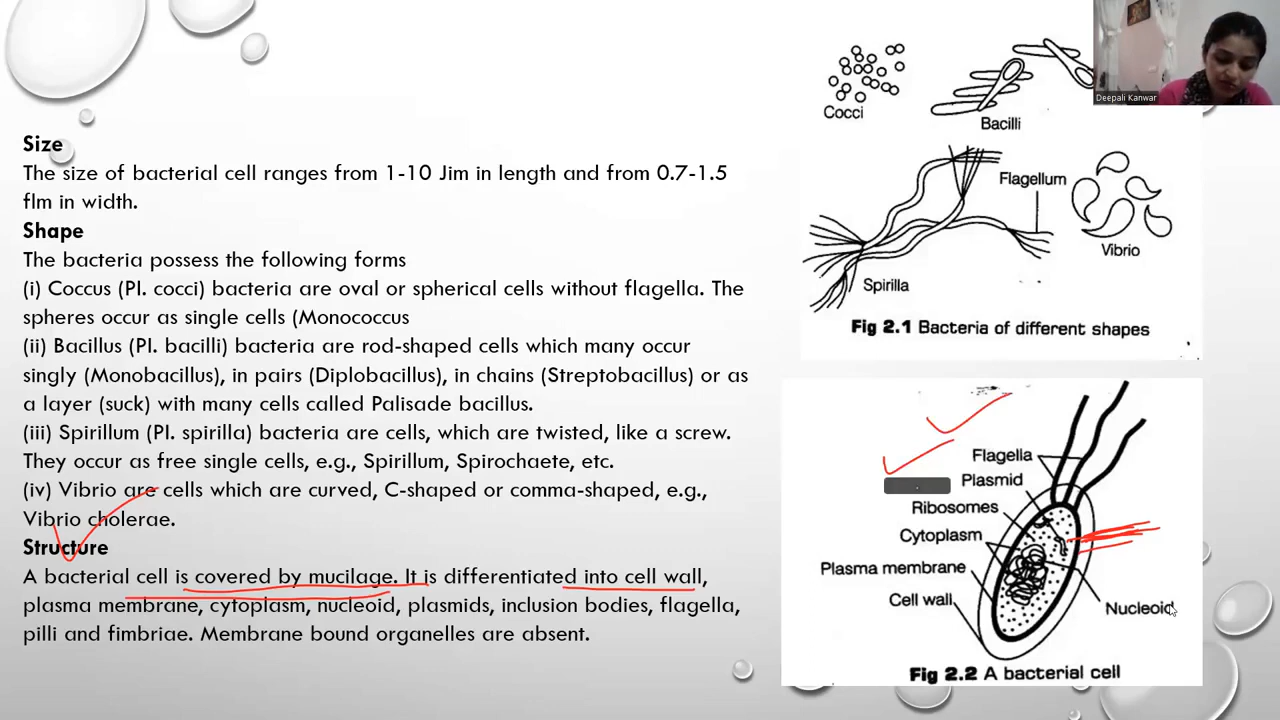 Size
The size of bacterial cell ranges from 1-10 Jim in length and from 0.7-1.5
flm in width.
Shape
The bacteria possess the following forms
(i) Coccus (PI. cocci) bacteria are oval or spherical cells without flagella. The
spheres occur as single cells (Monococcus
(ii) Bacillus (PI. bacilli) bacteria are rod-shaped cells which many occur
singly (Monobacillus), in pairs (Diplobacillus), in chains (Streptobacillus) or as
a layer (suck) with many cells called Palisade bacillus.
(iii) Spirillum (PI. spirilla) bacteria are cells, which are twisted, like a screw.
They occur as free single cells, e.g., Spirillum, Spirochaete, etc.
(iv) Vibrio are cells which are curved, C-shaped or comma-shaped, e.g.,
Vibrio cholerae.
Structure
A bacterial cell is covered by mucilage. It is differentiated into cell wall,
plasma membrane, cytoplasm, nucleoid, plasmids, inclusion bodies, flagella,
pilli and fimbriae. Membrane bound organelles are absent.
Deepali Kanwar
Cocci
Bacilli
Flagellum
Vibrio
Spirilla
Fig 2.1 Bacteria of different shapes
Flagella
Plasmid
Ribosomes
Cytoplasm
Plasma membrane
Cell wall
Nucleoid
Fig 2.2 A bacterial cell